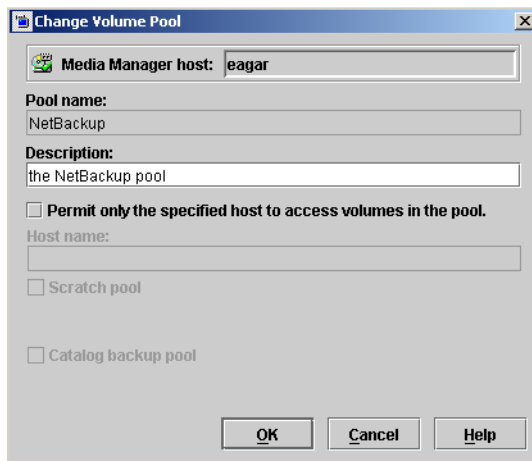 Change Volume Pool
Media Manager host: eagar
Pool name:
NetBackup
Description:
the NetBackup pool
Permit only the specified host to access volumes in the pool.
Host name:
Scratch pool
Catalog backup pool
OK Cancel Help